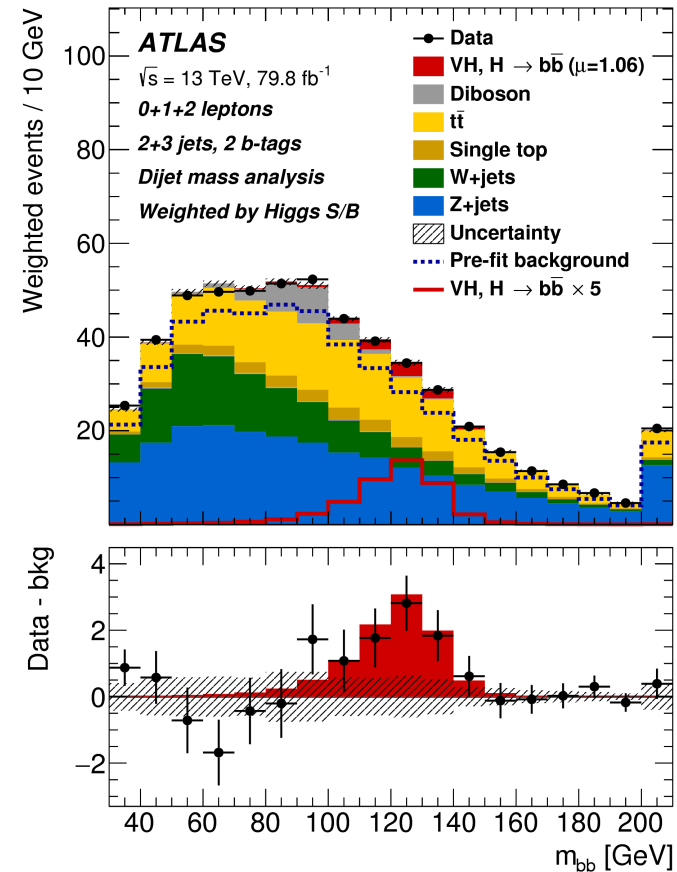 ATLAS
√s = 13 TeV, 79.8 fb⁻¹
0+1+2 leptons
2+3 jets, 2 b-tags
Dijet mass analysis
Weighted by Higgs S/B
Data
VH, H → bb̅ (μ=1.06)
Diboson
tt̅
Single top
W+jets
Z+jets
Uncertainty
Pre-fit background
VH, H → bb̅ × 5
Weighted events / 10 GeV
100
80
60
40
20
Data - bkg
4
2
0
−2
40 60 80 100 120 140 160 180 200
m_bb [GeV]